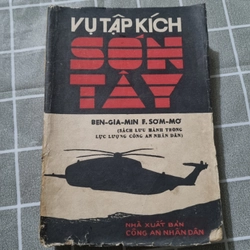 VỤ TẬP KÍCH
SƠN
TÂY
BEN-GIA-MIN F. SƠM-MƠ
(SÁCH LƯU HÀNH TRONG
LỰC LƯỢNG CÔNG AN NHÂN DÂN)
NHÀ XUẤT BẢN
CÔNG AN NHÂN DÂN